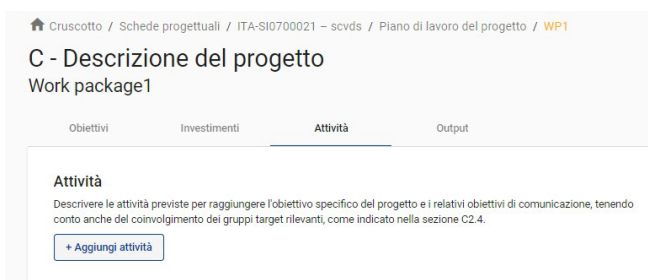 Cruscotto / Schede progettuali / ITA-SI0700021 – scvds / Piano di lavoro del progetto / WP1
C - Descrizione del progetto
Work package1
Obiettivi Investimenti Attività Output
Attività
Descrivere le attività previste per raggiungere l'obiettivo specifico del progetto e i relativi obiettivi di comunicazione, tenendo
conto anche del coinvolgimento dei gruppi target rilevanti, come indicato nella sezione C2.4.
+ Aggiungi attività